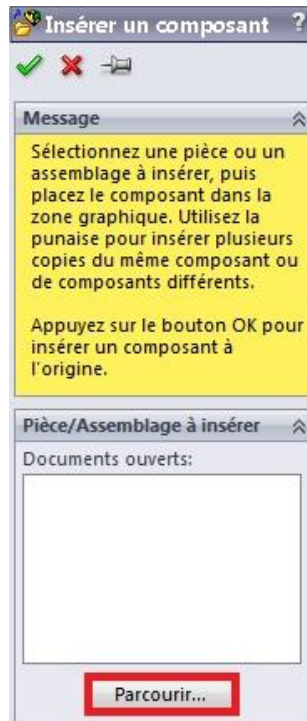 Insérer un composant ?
Message
Sélectionnez une pièce ou un
assemblage à insérer, puis
placez le composant dans la
zone graphique. Utilisez la
punaise pour insérer plusieurs
copies du même composant ou
de composants différents.
Appuyez sur le bouton OK pour
insérer un composant à
l'origine.
Pièce/Assemblage à insérer
Documents ouverts:
Parcourir...